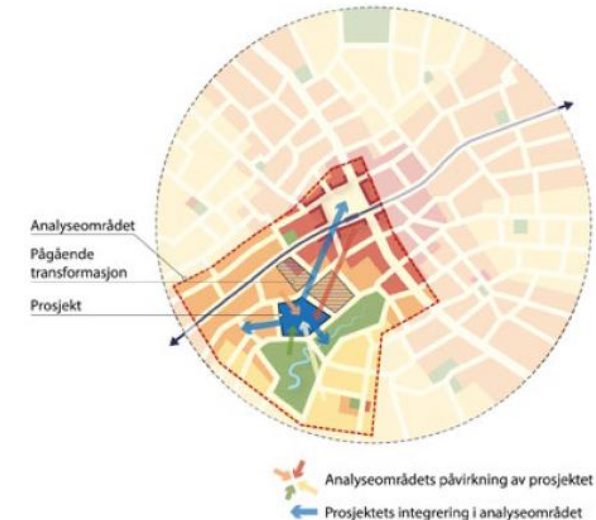 Analyseområdet
Pågående
transformasjon
Prosjekt
Analyseområdets påvirkning av prosjektet
Prosjektets integrering i analyseområdet